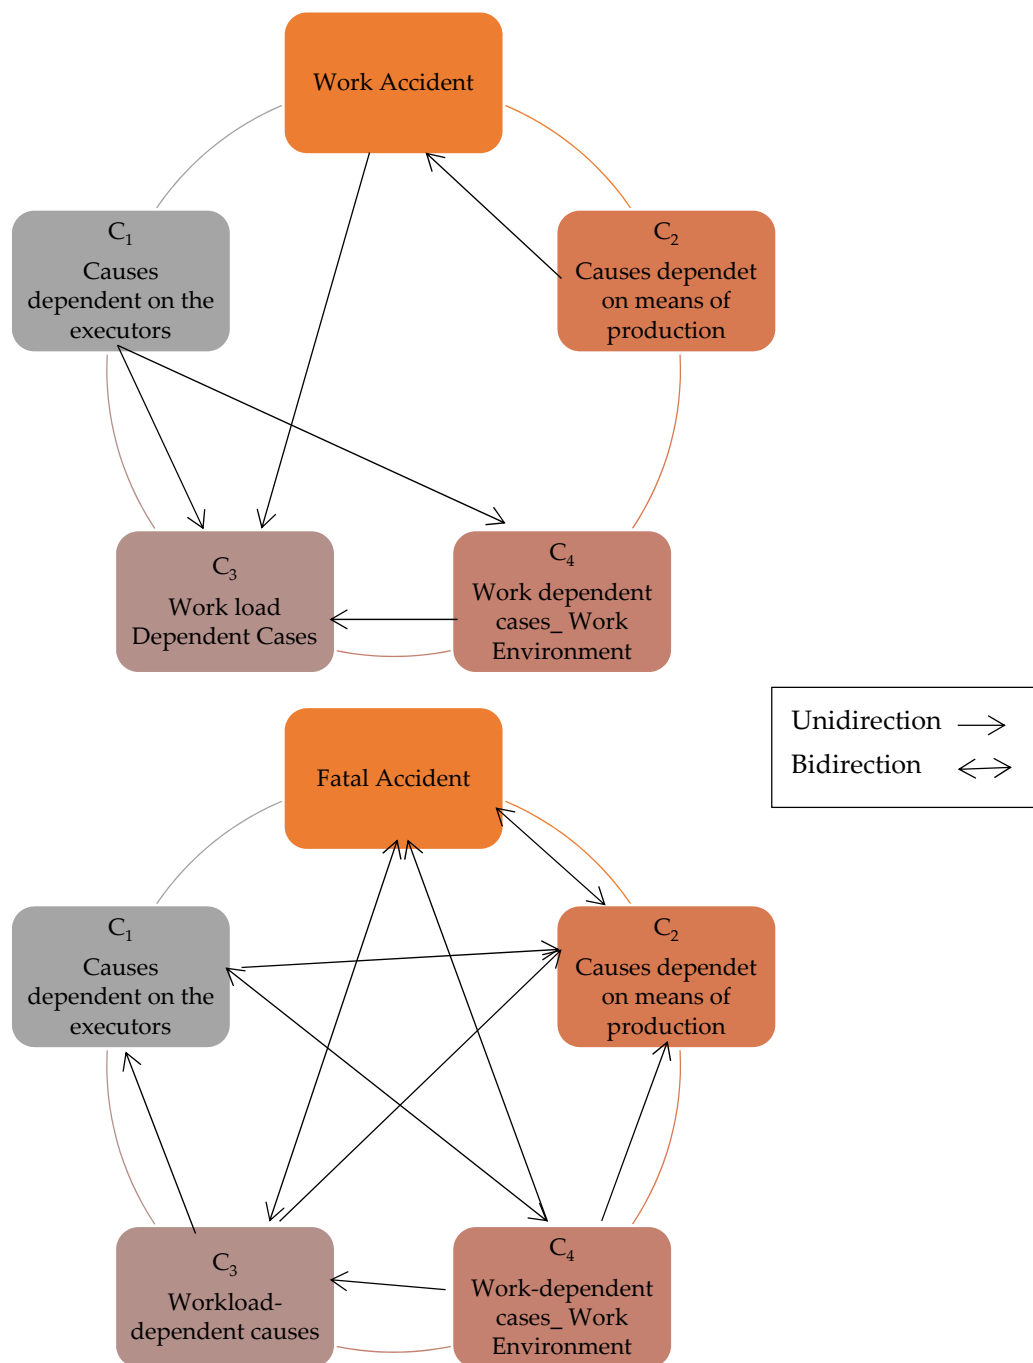 Work Accident
C₁
Causes
dependent on the
executors
C₂
Causes dependet
on means of
production
C₃
Work load
Dependent Cases
C₄
Work dependent
cases_ Work
Environment
Unidirection
Bidirection
Fatal Accident
C₁
Causes
dependent on the
executors
C₂
Causes dependet
on means of
production
C₃
Workload-
dependent causes
C₄
Work-dependent
cases_ Work
Environment